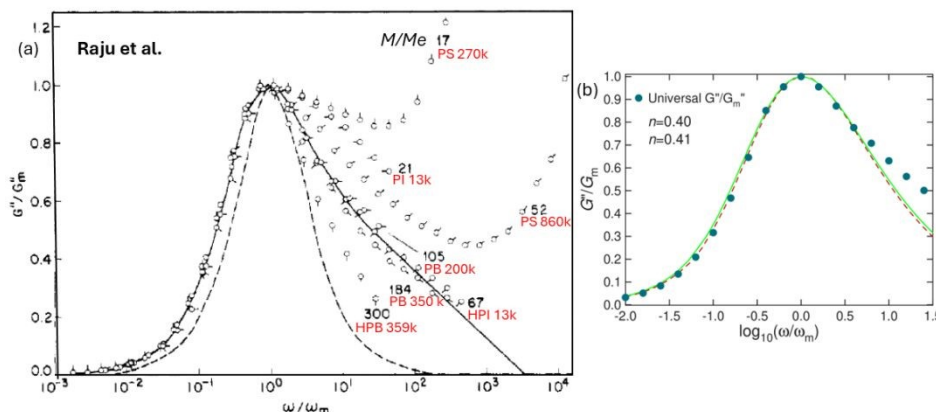 (a) Raju et al.
M/Me
17
PS 270k
21
PI 13k
52
PS 860k
105
PB 200k
184
PB 350 k
67
HPI 13k
300
HPB 359k
1.2
1.0
0.8
0.6
0.4
0.2
0.0
G"/G"m
10⁻³
10⁻²
10⁻¹
10⁰
10¹
10²
10³
10⁴
ω/ωm
(b)
Universal G"/Gm"
n=0.40
n=0.41
1.0
0.9
0.8
0.7
0.6
0.5
0.4
0.3
0.2
0.1
0
G"/Gm
-2.0
-1.5
-1.0
-0.5
0.0
0.5
1.0
1.5
log₁₀(ω/ωm)